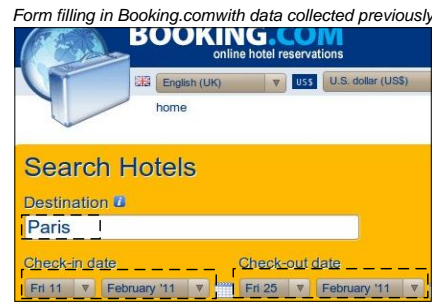 Form filling in Booking.comwith data collected previously
BOOKING.COM
online hotel reservations
English (UK) US$ U.S. dollar (US$)
home
Search Hotels
Destination i
Paris
Check-in date Check-out date
Fri 11 February '11 Fri 25 February '11